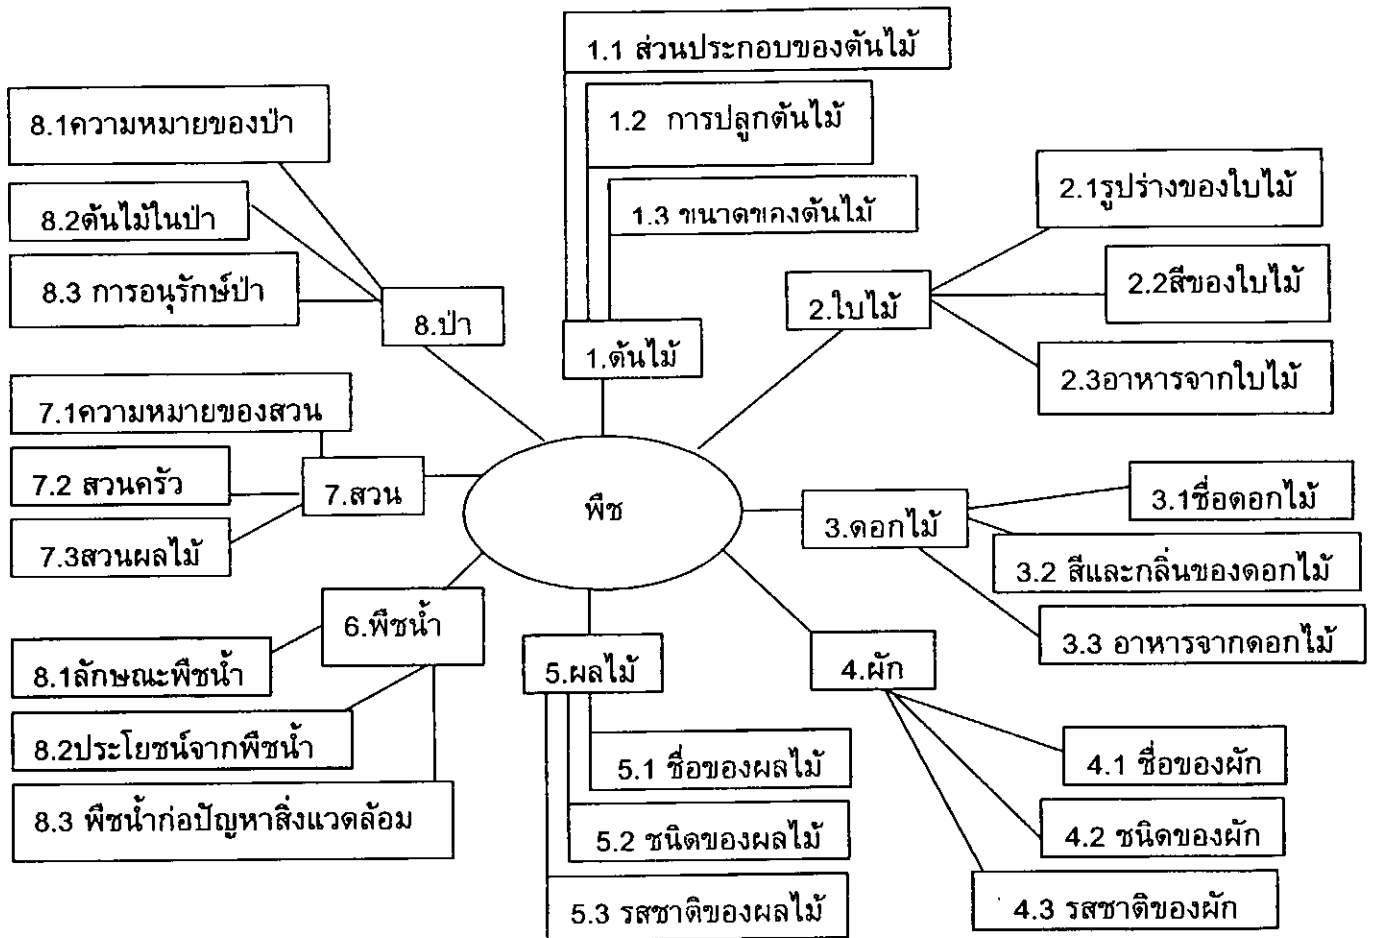 1.1 ส่วนประกอบของต้นไม้
1.2 การปลูกต้นไม้
1.3 ขนาดของต้นไม้
1.ต้นไม้
2.ใบไม้
2.1รูปร่างของใบไม้
2.2สีของใบไม้
2.3อาหารจากใบไม้
พืช
3.ดอกไม้
3.1ชื่อดอกไม้
3.2 สีและกลิ่นของดอกไม้
3.3 อาหารจากดอกไม้
4.ผัก
4.1 ชื่อของผัก
4.2 ชนิดของผัก
4.3 รสชาติของผัก
5.ผลไม้
5.1 ชื่อของผลไม้
5.2 ชนิดของผลไม้
5.3 รสชาติของผลไม้
6.พืชน้ำ
8.1ลักษณะพืชน้ำ
8.2ประโยชน์จากพืชน้ำ
8.3 พืชน้ำก่อปัญหาสิ่งแวดล้อม
7.สวน
7.1ความหมายของสวน
7.2 สวนครัว
7.3สวนผลไม้
8.ป่า
8.1ความหมายของป่า
8.2ต้นไม้ในป่า
8.3 การอนุรักษ์ป่า